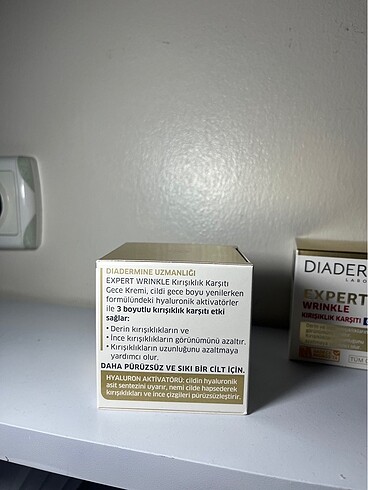 DIADERMINE UZMANLIĞI
EXPERT WRINKLE Kırışıklık Karşıtı
Gece Kremi, cildi gece boyu yenilerken
formülündeki hyaluronik aktivatörler
ile 3 boyutlu kırışıklık karşıtı etki
sağlar:
• Derin kırışıklıkların ve
• İnce kırışıklıkların görünümünü azaltır.
• Kırışıklıkların uzunluğunu azaltmaya
yardımcı olur.
DAHA PÜRÜZSÜZ VE SIKI BİR CİLT İÇİN.
HYALURON AKTİVATÖRÜ: cildin hyaluronik
asit sentezini uyarır, nemi cilde hapsederek
kırışıklıkları ve ince çizgileri pürüzsüzleştirir.
DIADER
LABO
EXPERT
WRINKLE
KIRIŞIKLIK KARŞITI
TÜM C